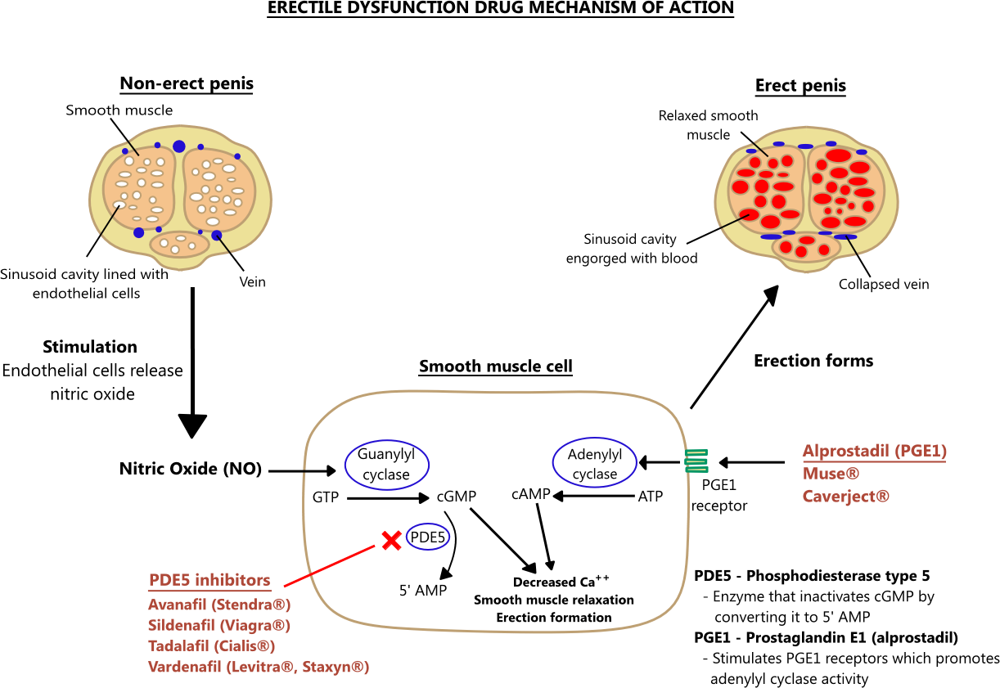 ERECTILE DYSFUNCTION DRUG MECHANISM OF ACTION
Non-erect penis
Smooth muscle
Sinusoid cavity lined with
endothelial cells
Vein
Erect penis
Relaxed smooth
muscle
Sinusoid cavity
engorged with blood
Collapsed vein
Stimulation
Endothelial cells release
nitric oxide
Nitric Oxide (NO)
Smooth muscle cell
Guanylyl
cyclase
GTP
cGMP
PDE5
5' AMP
Adenylyl
cyclase
cAMP
ATP
Decreased Ca++
Smooth muscle relaxation
Erection formation
PGE1
receptor
Erection forms
Alprostadil (PGE1)
Muse®
Caverject®
PDE5 inhibitors
Avanafil (Stendra®)
Sildenafil (Viagra®)
Tadalafil (Cialis®)
Vardenafil (Levitra®, Staxyn®)
PDE5 - Phosphodiesterase type 5
- Enzyme that inactivates cGMP by
converting it to 5' AMP
PGE1 - Prostaglandin E1 (alprostadil)
- Stimulates PGE1 receptors which promotes
adenylyl cyclase activity